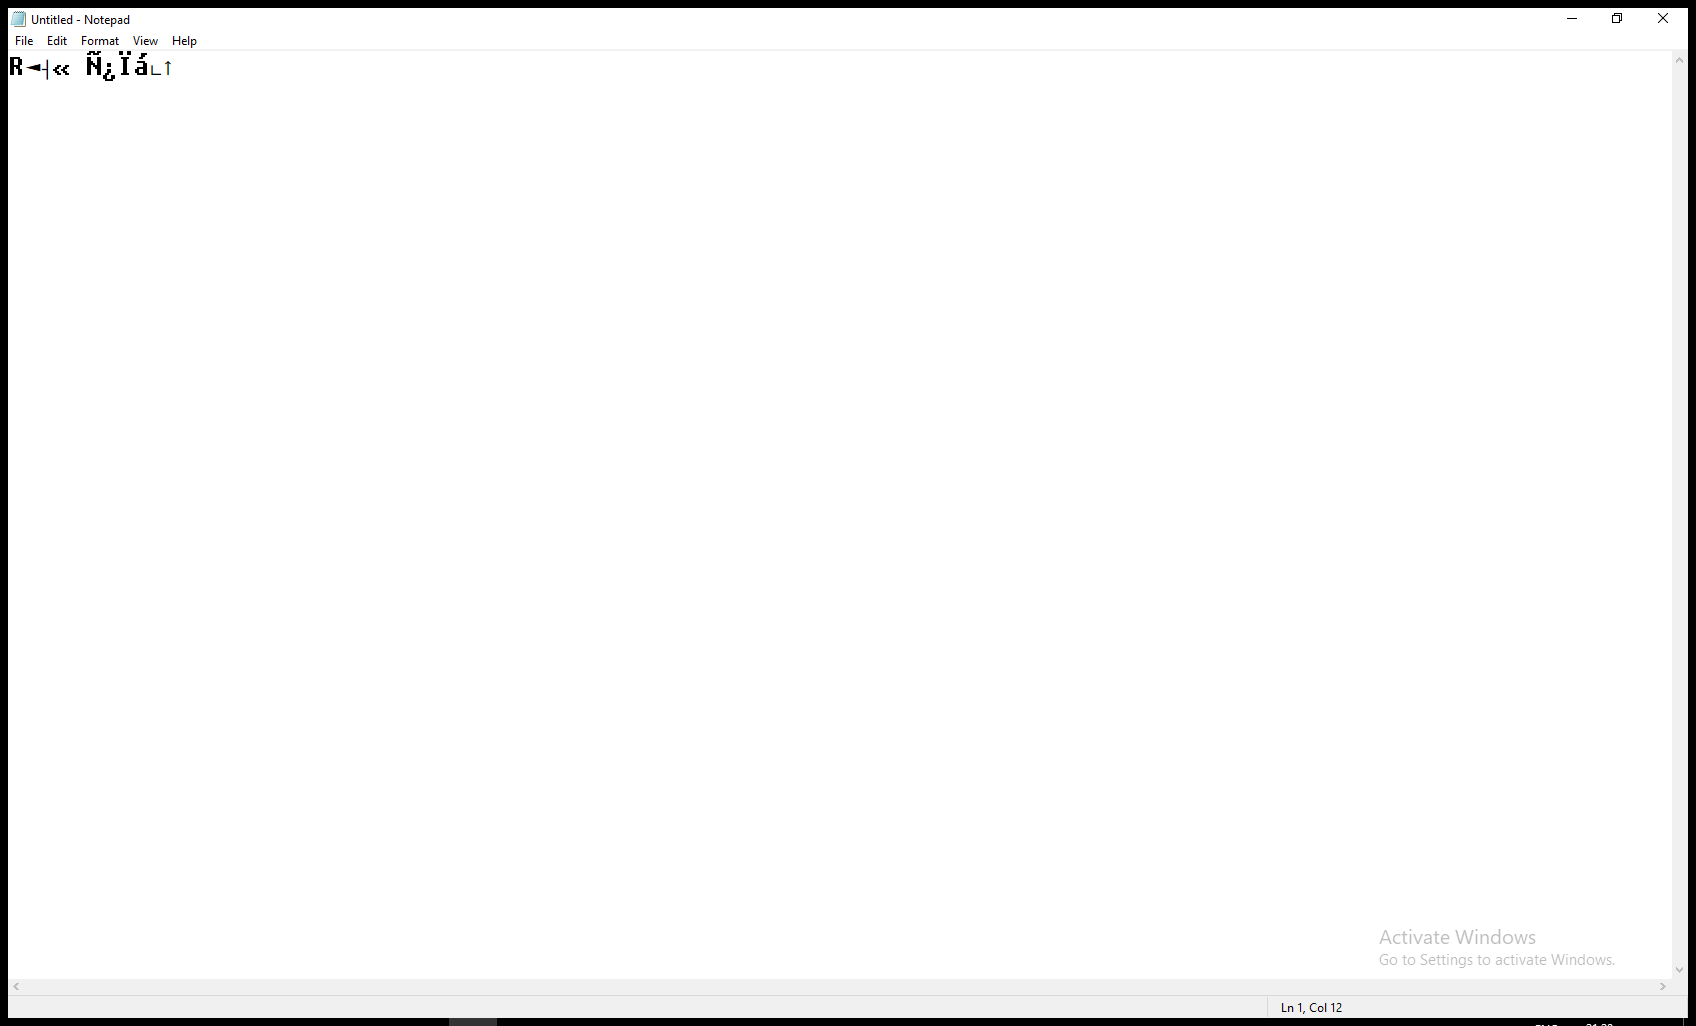 Untitled - Notepad
File Edit Format View Help
R◄┤« Ñ¿Ïá∟↑
Activate Windows
Go to Settings to activate Windows.
Ln 1, Col 12